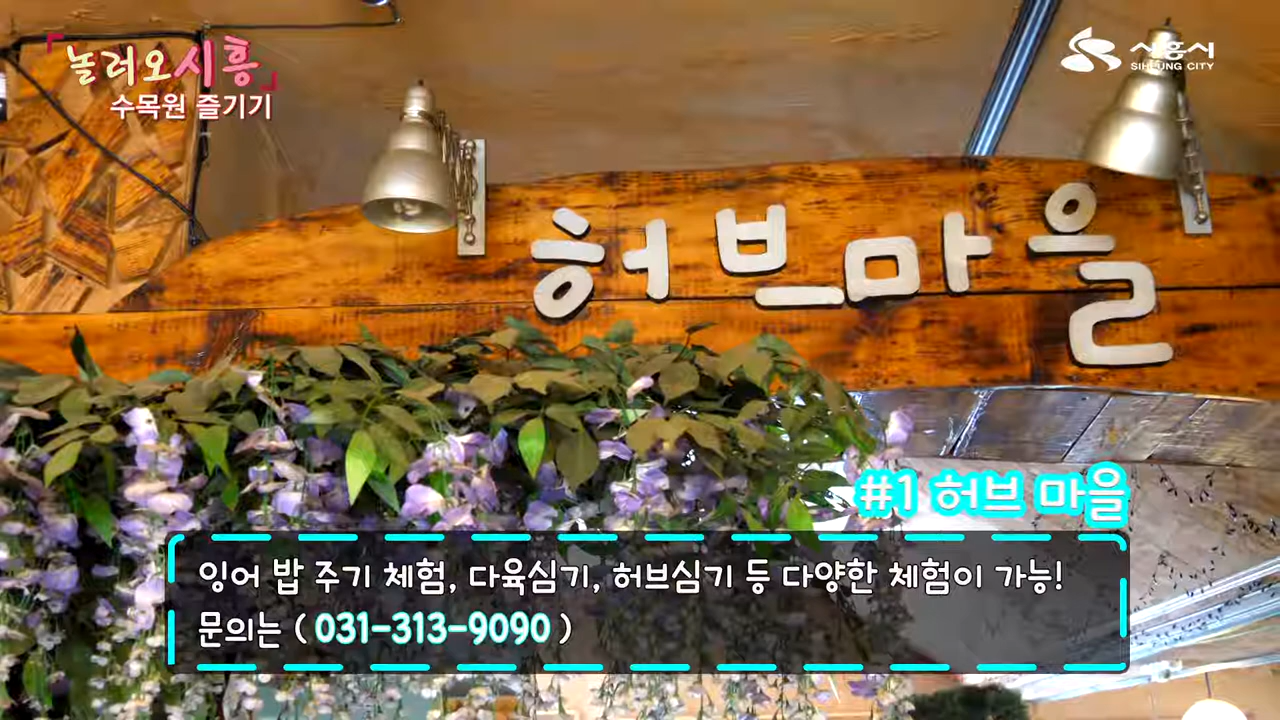 「놀러오시흥」
수목원 즐기기
시흥시
SIHEUNG CITY
허브마을
#1 허브 마을
잉어 밥 주기 체험, 다육심기, 허브심기 등 다양한 체험이 가능!
문의는 ( 031-313-9090 )